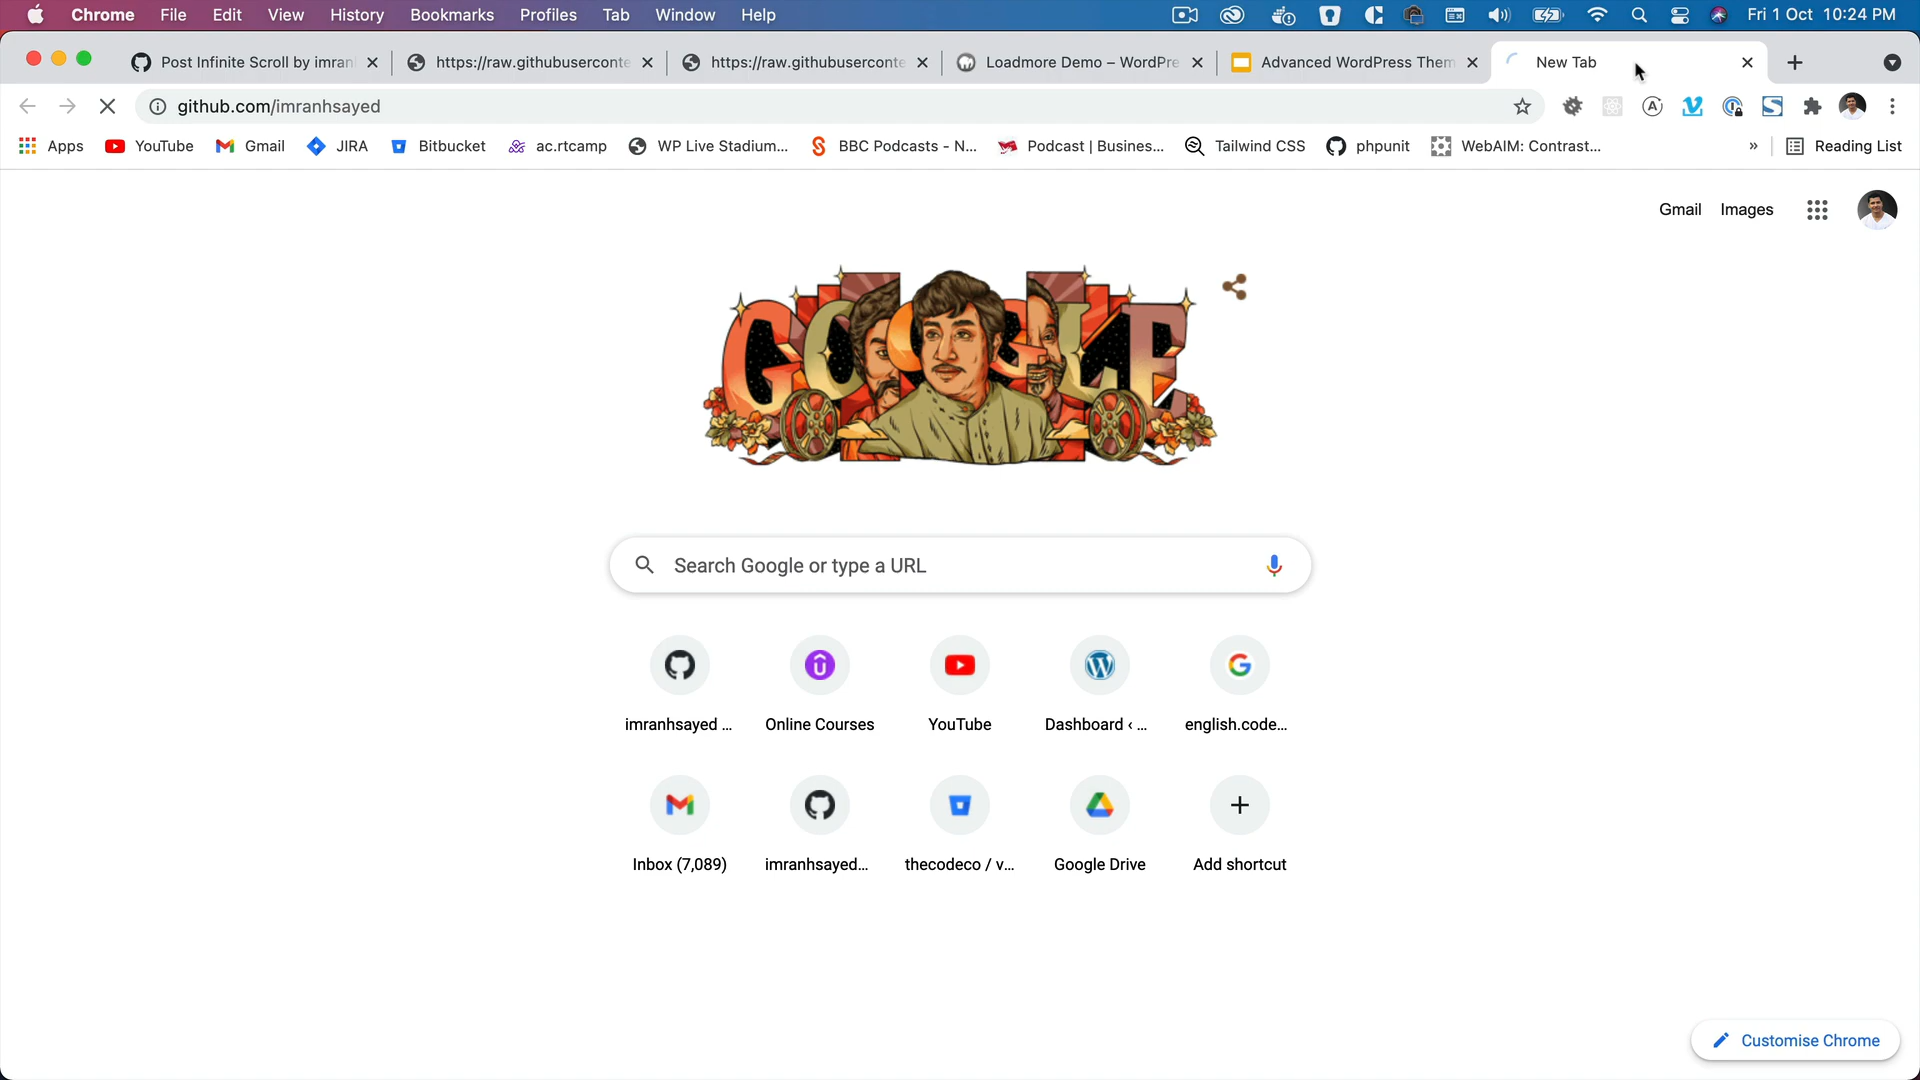 Chrome File Edit View History Bookmarks Profiles Tab Window Help Fri 1 Oct 10:24 PM
Post Infinite Scroll by imran https://raw.githubuserconte https://raw.githubuserconte Loadmore Demo – WordPre Advanced WordPress Them New Tab
github.com/imranhsayed
Apps YouTube Gmail JIRA Bitbucket ac.rtcamp WP Live Stadium... BBC Podcasts - N... Podcast | Busines... Tailwind CSS phpunit WebAIM: Contrast... » Reading List
Gmail Images
GOOGLE
Search Google or type a URL
imranhsayed ... Online Courses YouTube Dashboard ‹ ... english.code...
Inbox (7,089) imranhsayed... thecodeco / v... Google Drive Add shortcut
Customise Chrome